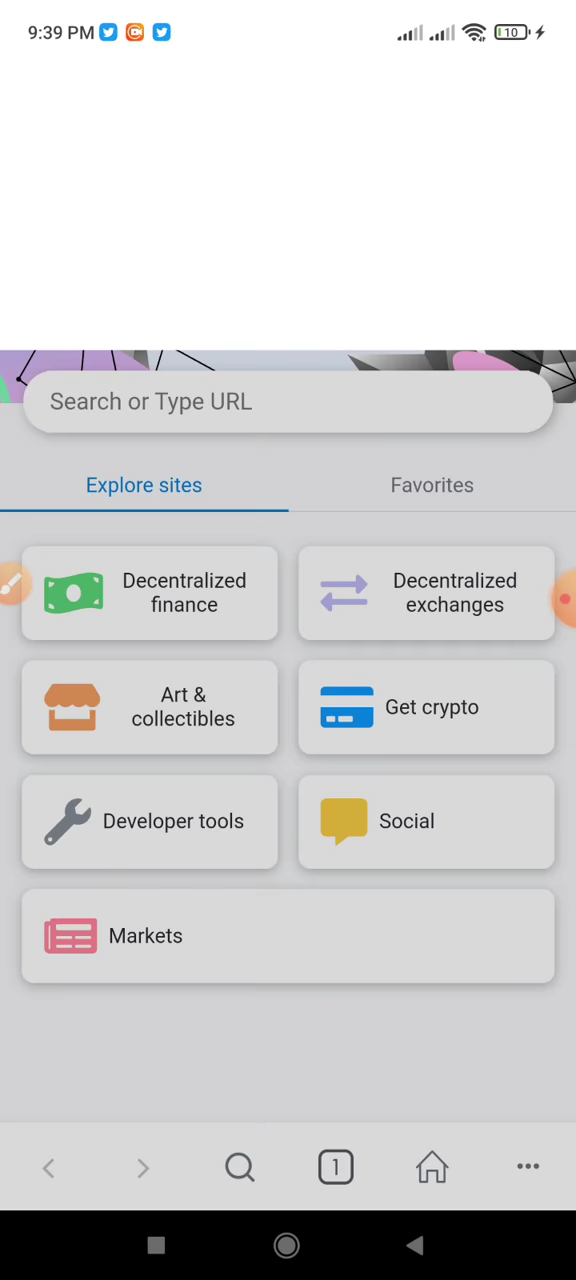 9:39 PM
10
Search or Type URL
Explore sites
Favorites
Decentralized
finance
Decentralized
exchanges
Art &
collectibles
Get crypto
Developer tools
Social
Markets
1